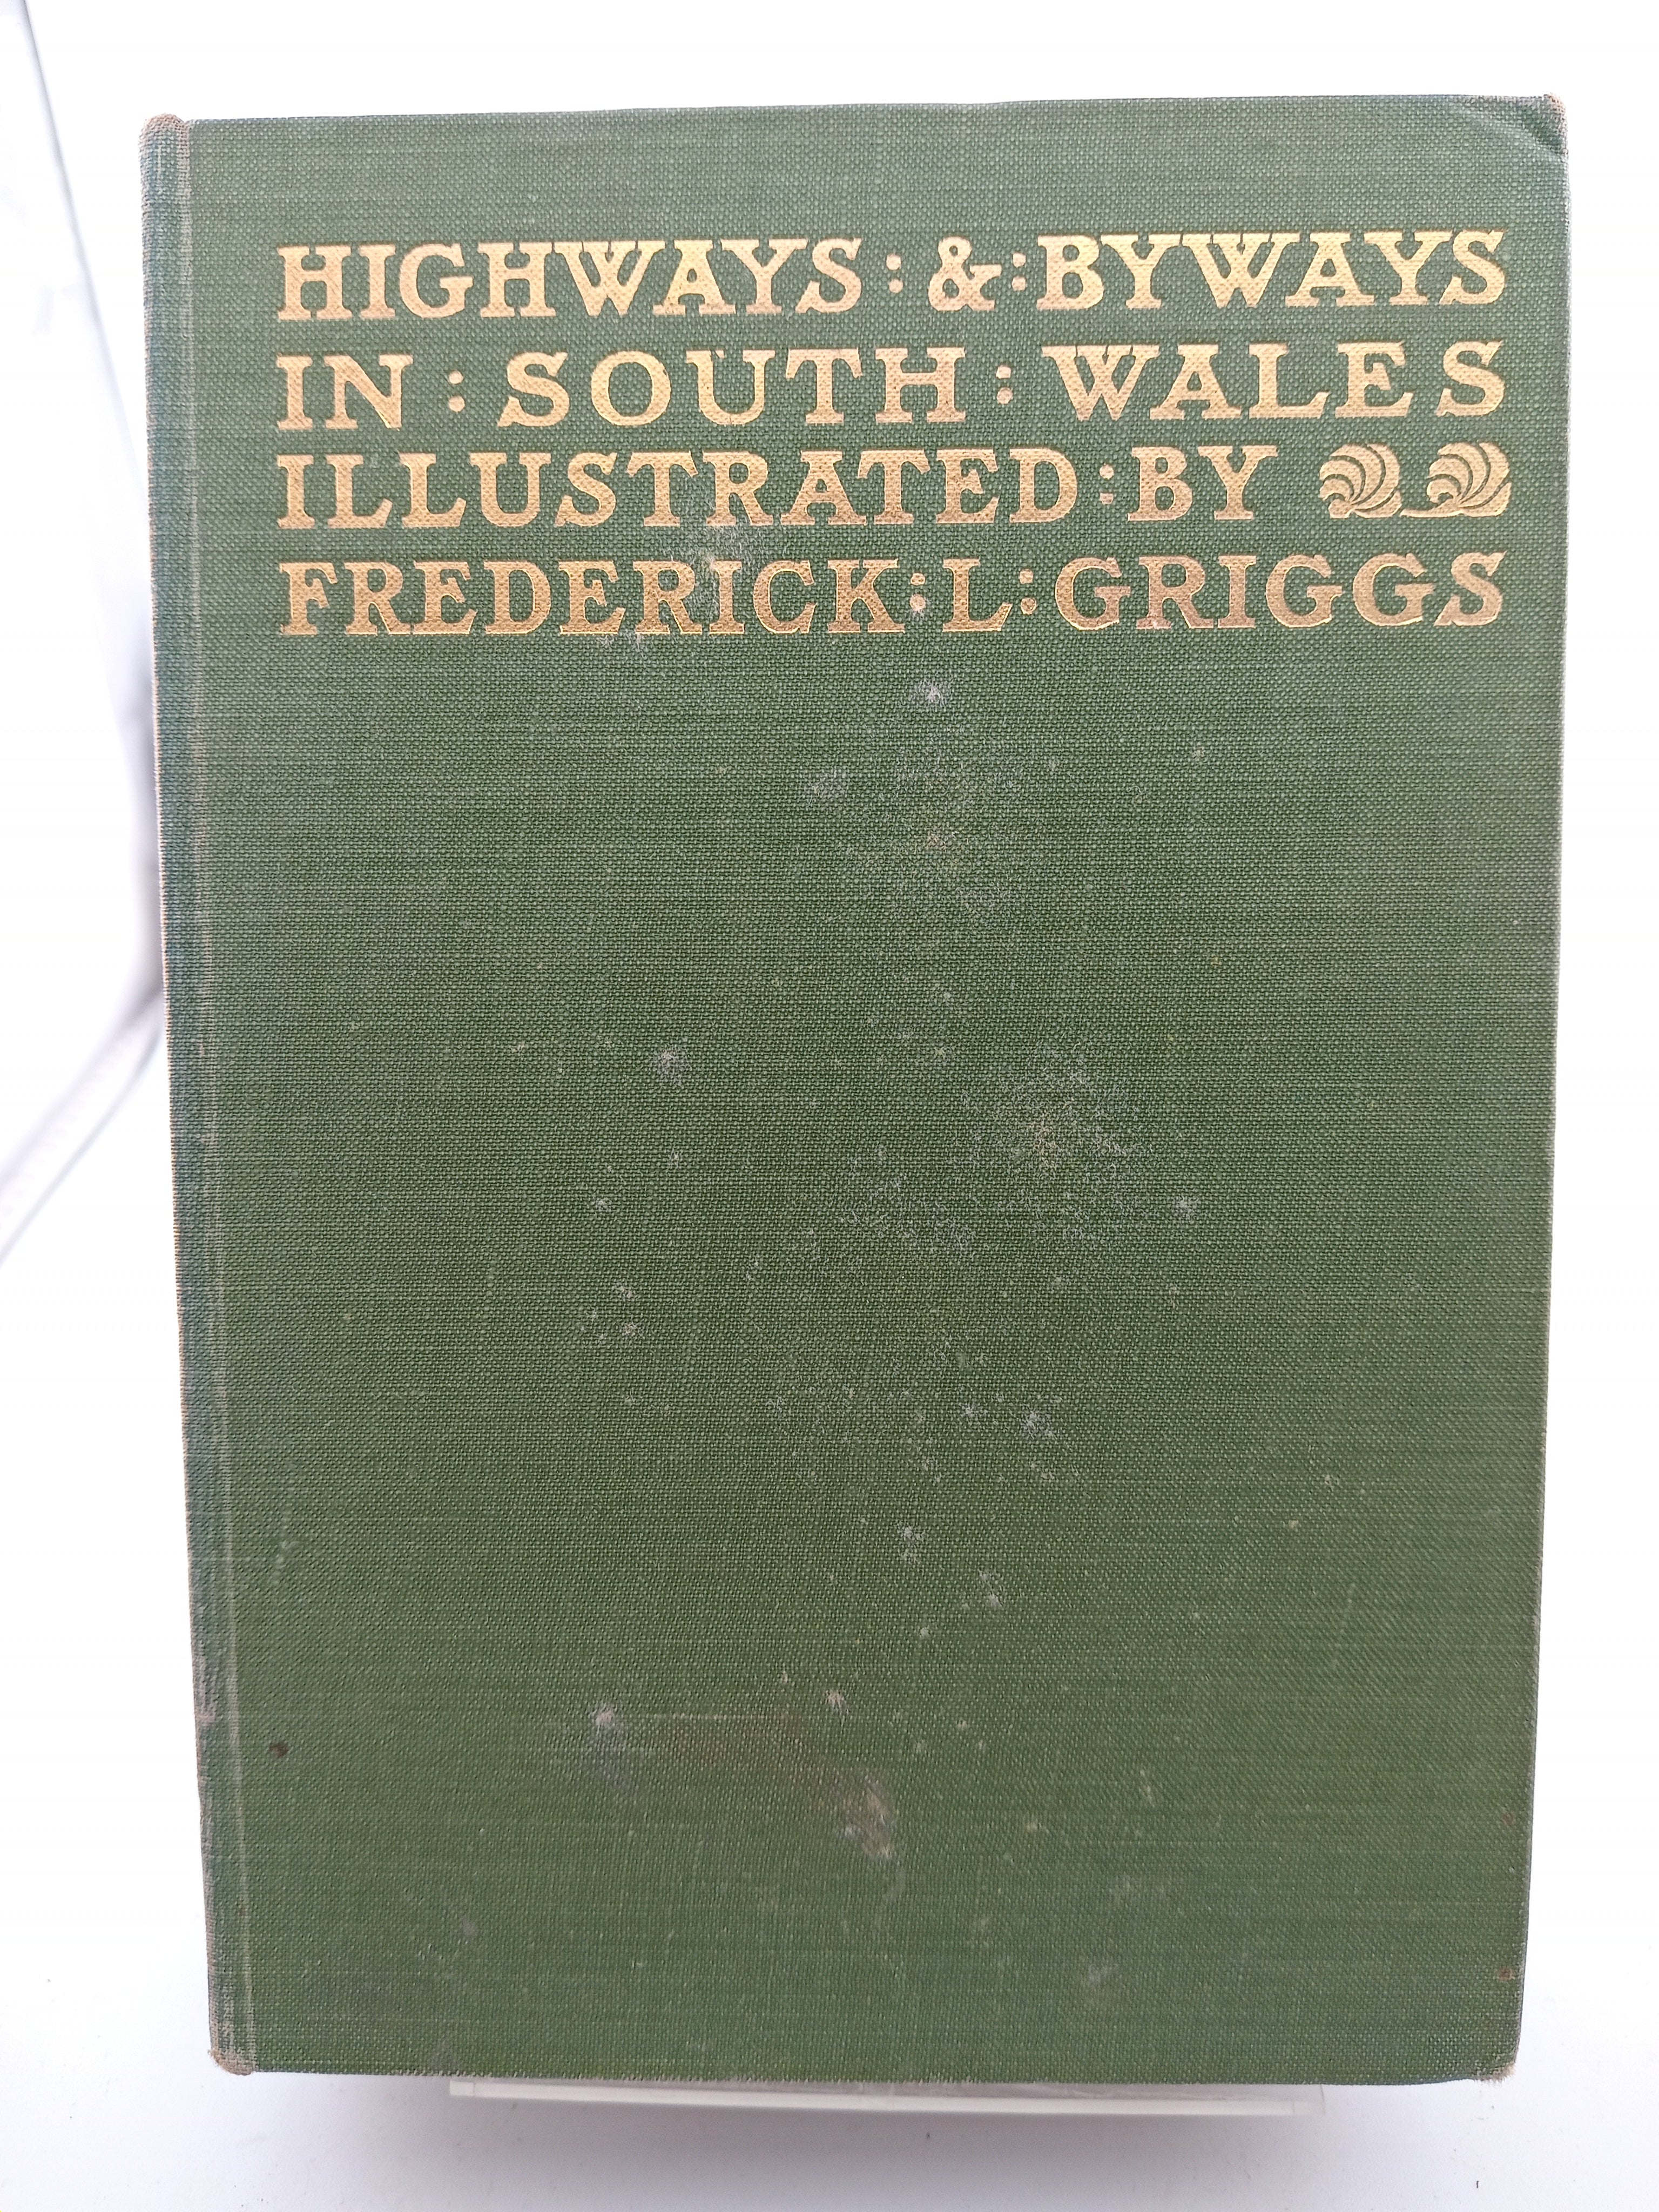 HIGHWAYS : & : BYWAYS
IN : SOUTH : WALES
ILLUSTRATED : BY
FREDERICK : L : GRIGGS